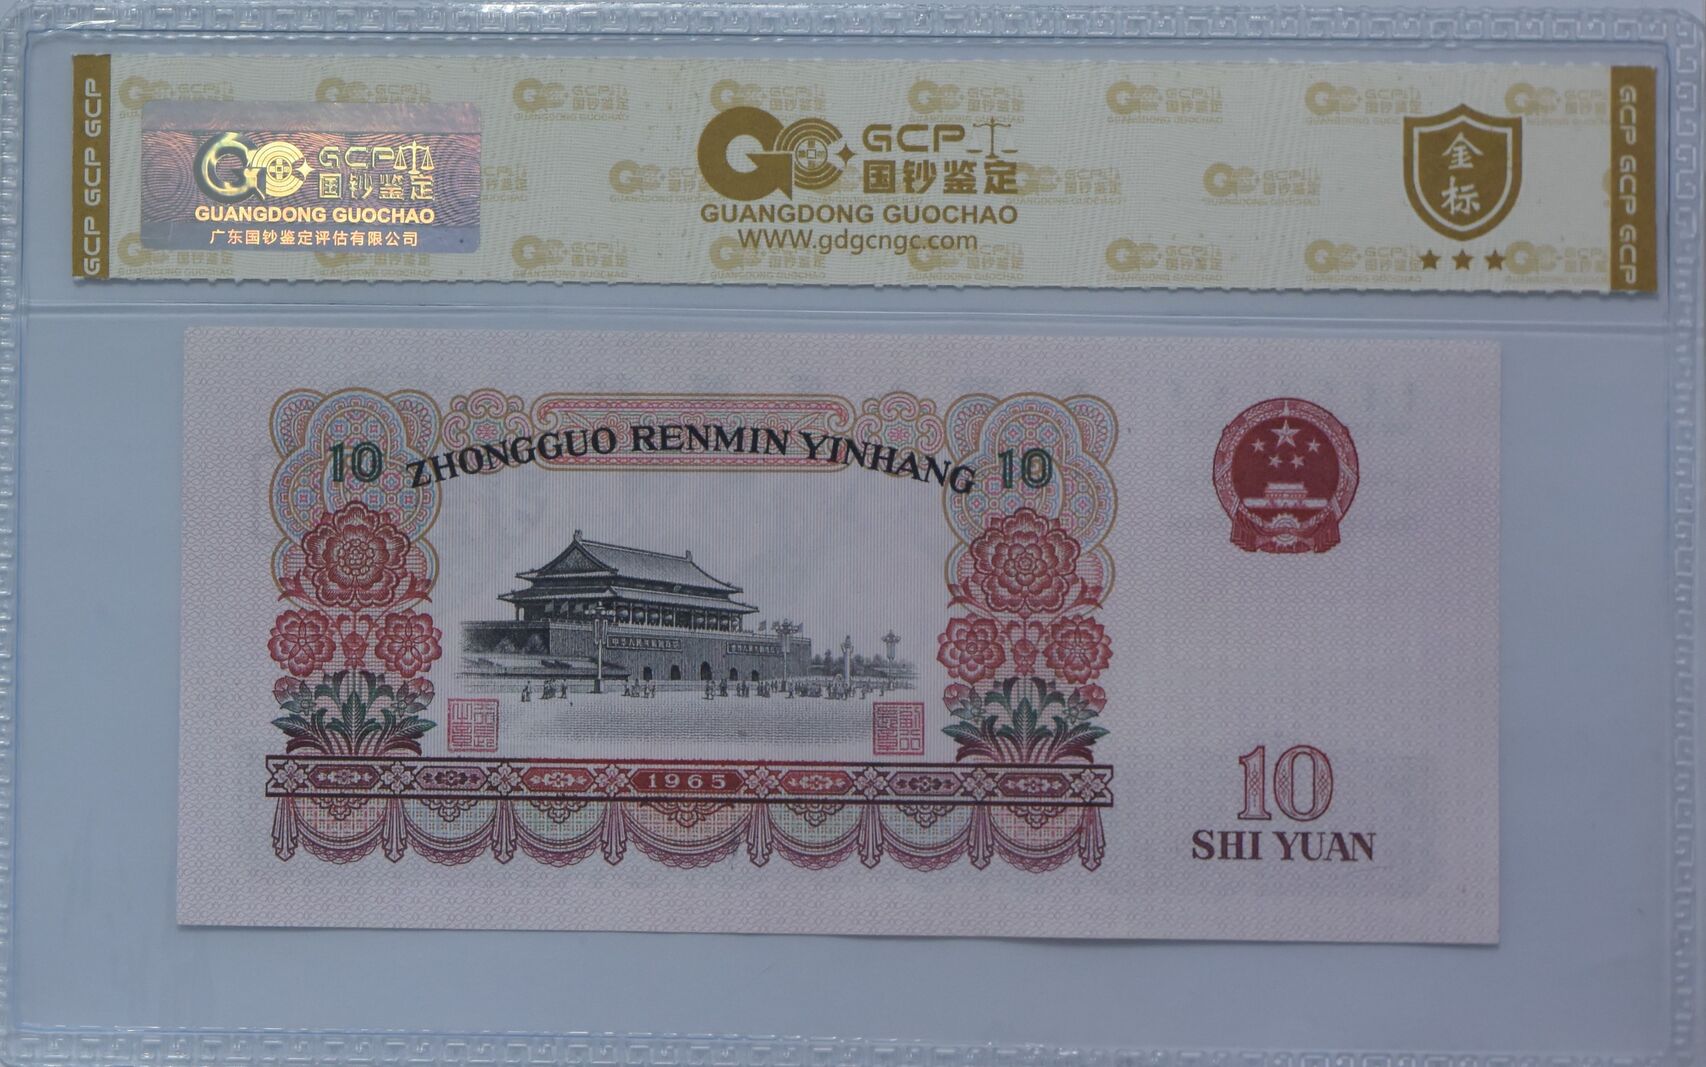 GCP GCP GCP GCP
GCP
国钞鉴定
GUANGDONG GUOCHAO
广东国钞鉴定评估有限公司
GCP
国钞鉴定
GUANGDONG GUOCHAO
WWW.gdgcngc.com
金
标
GCP GCP GCP GCP
10 ZHONGGUO RENMIN YINHANG 10
1965
10
SHI YUAN